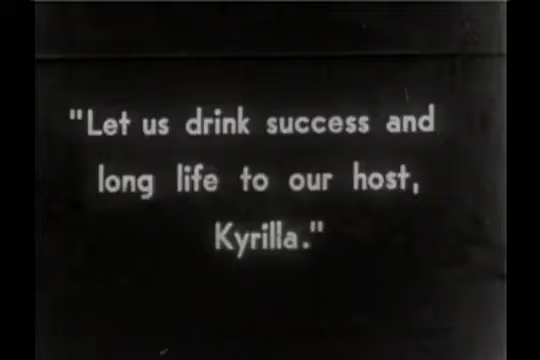 "Let us drink success and
long life to our host,
Kyrilla."